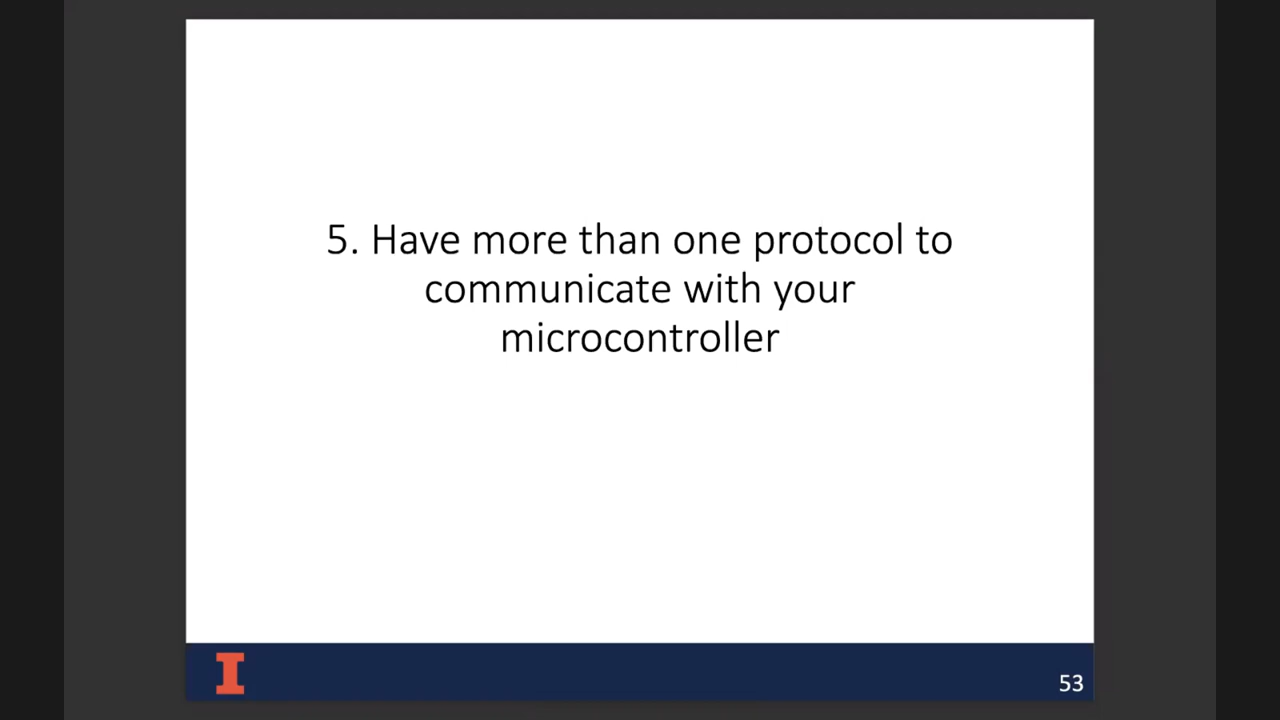 5. Have more than one protocol to
communicate with your
microcontroller
I
53